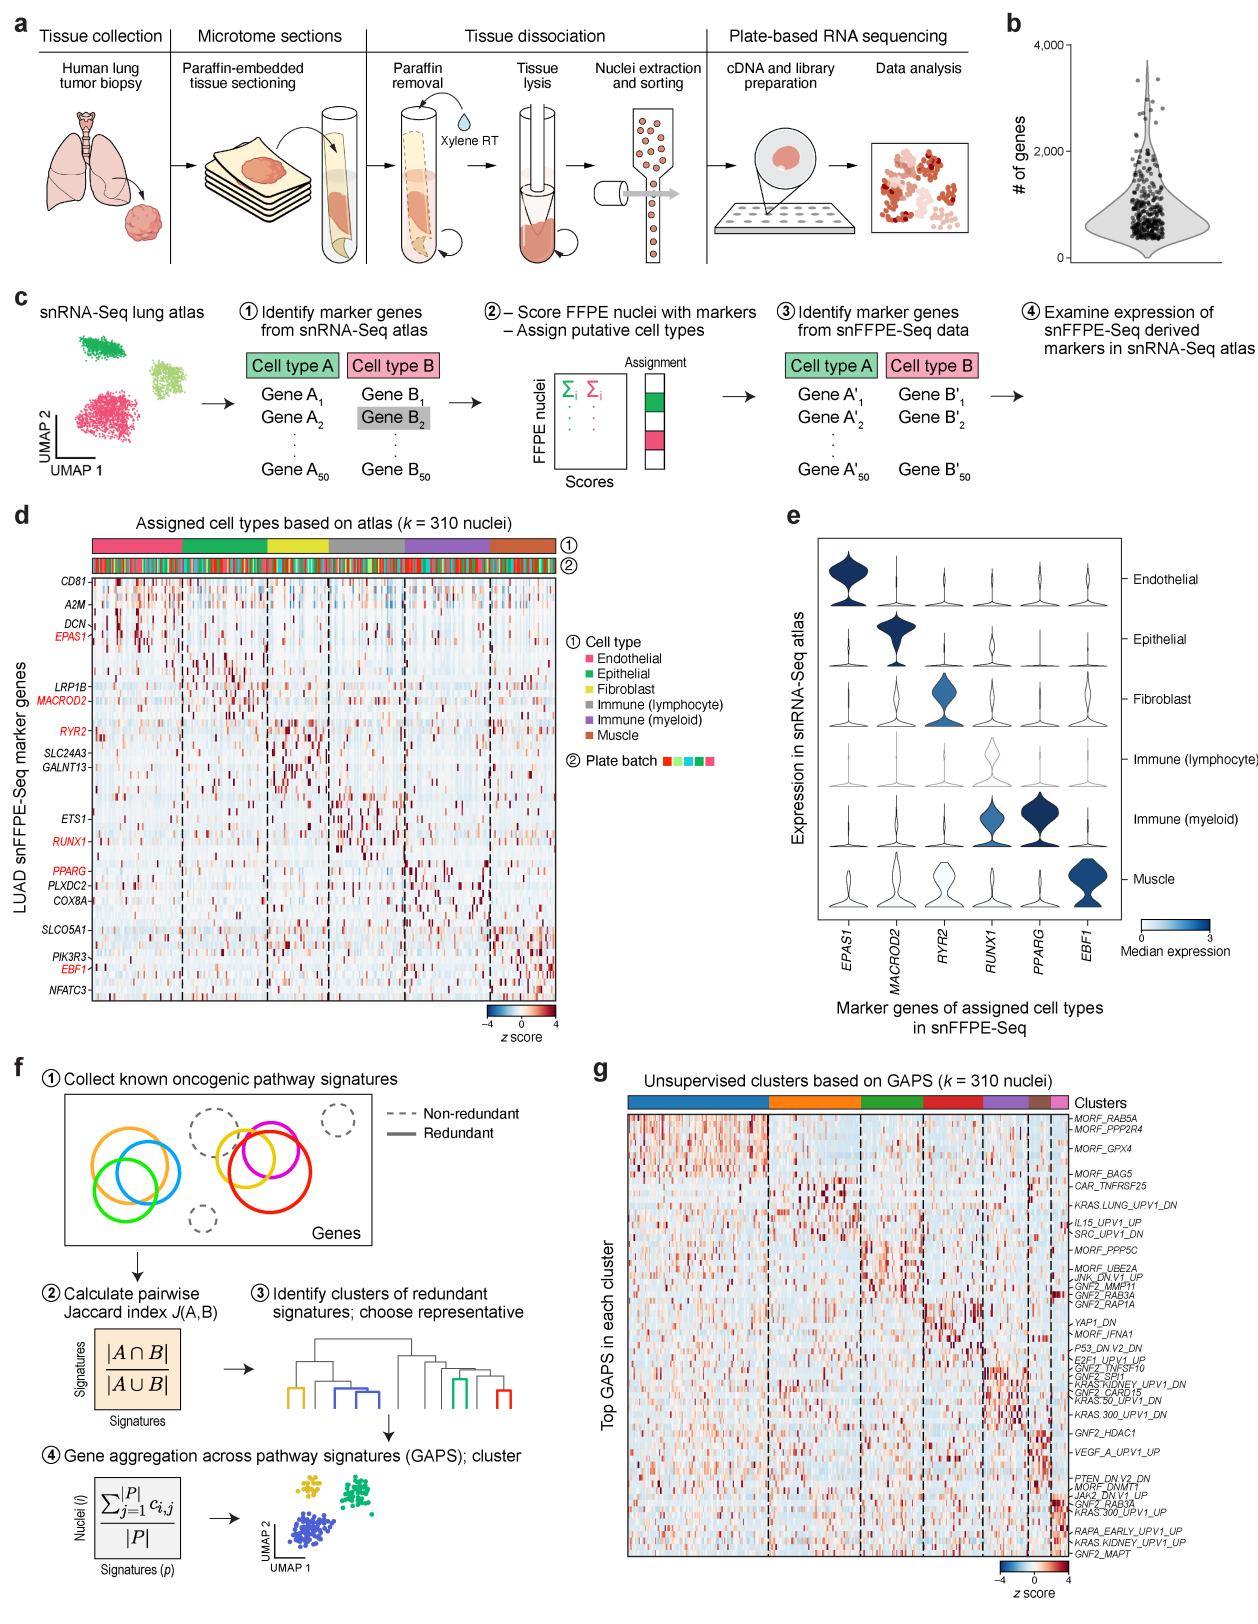 a
Tissue collection
Microtome sections
Tissue dissociation
Plate-based RNA sequencing
Human lung
tumor biopsy
Paraffin-embedded
tissue sectioning
Paraffin
removal
Tissue
lysis
Nuclei extraction
and sorting
cDNA and library
preparation
Data analysis
Xylene RT
b
4,000
2,000
0
# of genes
c
snRNA-Seq lung atlas
UMAP 2
UMAP 1
① Identify marker genes
from snRNA-Seq atlas
Cell type A
Cell type B
Gene A1
Gene B1
Gene A2
Gene B2
Gene A50
Gene B50
② – Score FFPE nuclei with markers
– Assign putative cell types
Assignment
FFPE nuclei
Σi Σi
Scores
③ Identify marker genes
from snFFPE-Seq data
Cell type A
Cell type B
Gene A'1
Gene B'1
Gene A'2
Gene B'2
Gene A'50
Gene B'50
④ Examine expression of
snFFPE-Seq derived
markers in snRNA-Seq atlas
d
Assigned cell types based on atlas (k = 310 nuclei)
①
②
LUAD snFFPE-Seq marker genes
CD81
A2M
DCN
EPAS1
LRP1B
MACROD2
RYR2
SLC24A3
GALNT13
ETS1
RUNX1
PPARG
PLXDC2
COX8A
SLCO5A1
PIK3R3
EBF1
NFATC3
① Cell type
Endothelial
Epithelial
Fibroblast
Immune (lymphocyte)
Immune (myeloid)
Muscle
② Plate batch
−4 0 4
z score
e
Expression in snRNA-Seq atlas
Endothelial
Epithelial
Fibroblast
Immune (lymphocyte)
Immune (myeloid)
Muscle
EPAS1
MACROD2
RYR2
RUNX1
PPARG
EBF1
0 3
Median expression
Marker genes of assigned cell types
in snFFPE-Seq
f
① Collect known oncogenic pathway signatures
Non-redundant
Redundant
Genes
② Calculate pairwise
Jaccard index J(A,B)
Signatures
|A ∩ B|
|A ∪ B|
Signatures
③ Identify clusters of redundant
signatures; choose representative
④ Gene aggregation across pathway signatures (GAPS); cluster
Nuclei (i)
∑|P| j=1 ci,j
|P|
Signatures (p)
UMAP 2
UMAP 1
g
Unsupervised clusters based on GAPS (k = 310 nuclei)
Clusters
Top GAPS in each cluster
MORF_RAB5A
MORF_PPP2R4
MORF_GPX4
MORF_BAG5
CAR_TNFRSF25
KRAS.LUNG_UP.V1_DN
IL15_UP.V1_UP
SRC_UP.V1_DN
MORF_PPP5C
MORF_UBE2A
JNK_DN.V1_UP
GNF2_MMP11
GNF2_RAB3A
GNF2_RAP1A
YAP1_DN
MORF_IFNA1
P53_DN.V2_DN
E2F1_UP.V1_UP
GNF2_TNFSF10
GNF2_SPI1
KRAS.KIDNEY_UP.V1_DN
GNF2_CARD15
KRAS.50_UP.V1_DN
KRAS.300_UP.V1_DN
GNF2_HDAC1
VEGF_A_UP.V1_UP
PTEN_DN.V2_DN
MORF_DNMT1
JAK2_DN.V1_UP
GNF2_RAB3A
KRAS.300_UP.V1_UP
RAPA_EARLY_UP.V1_UP
KRAS.KIDNEY_UP.V1_UP
GNF2_MAPT
−4 0 4
z score